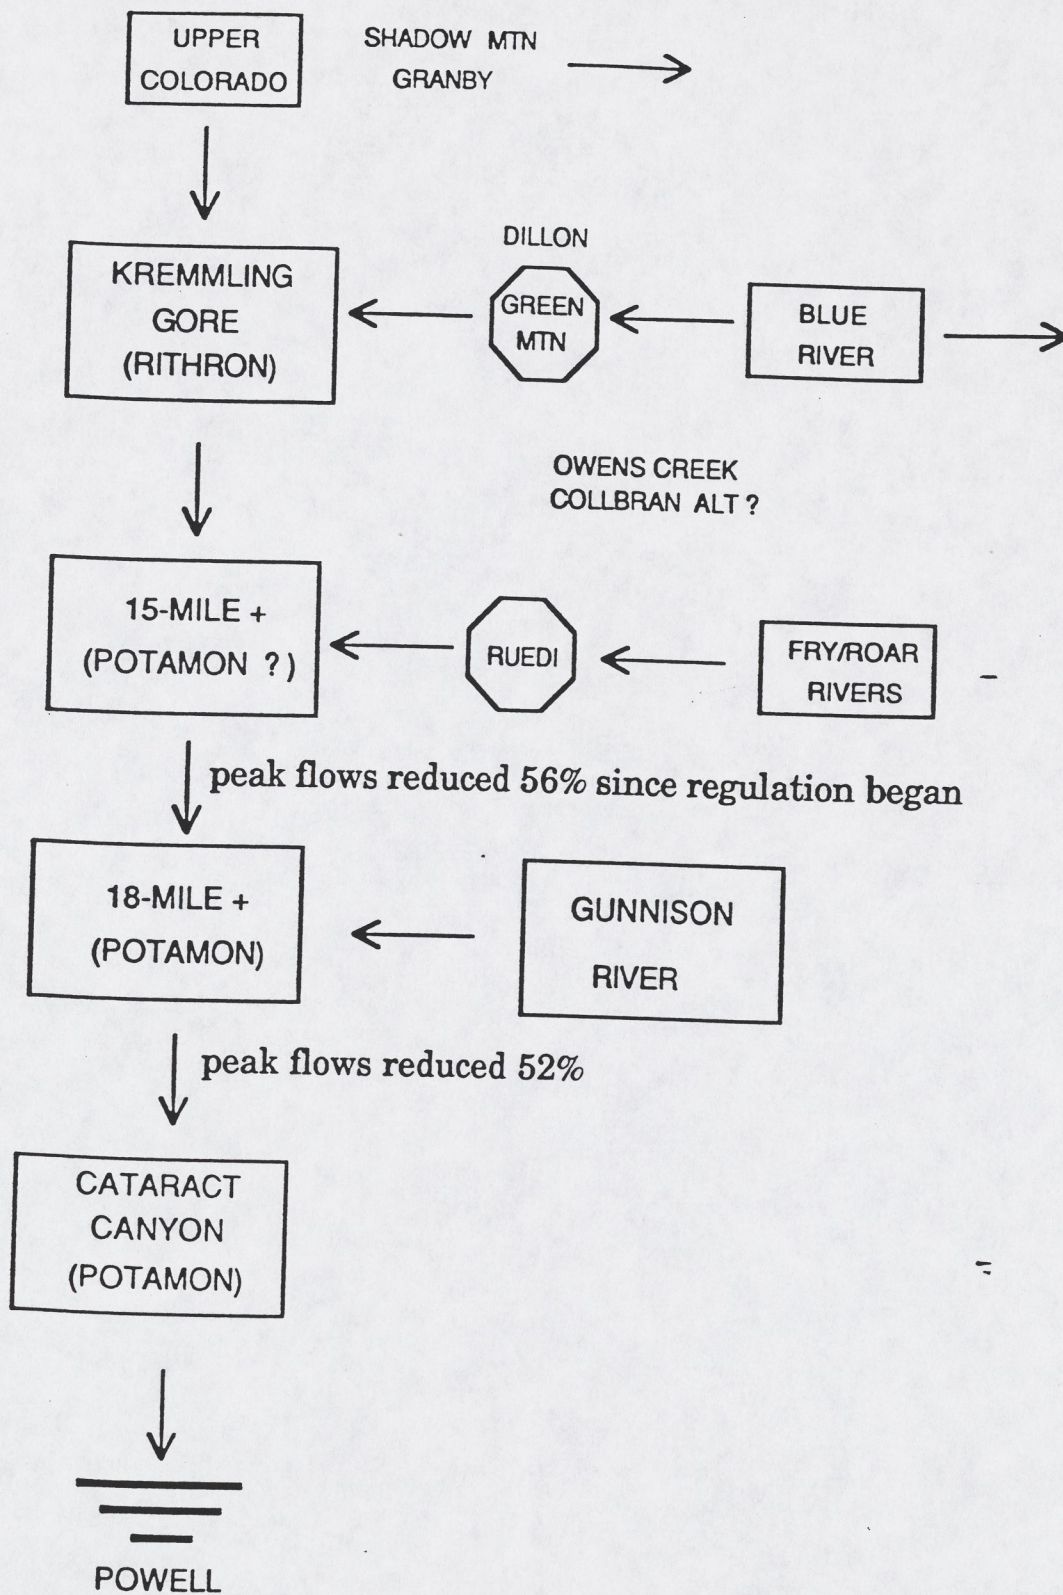 UPPER
COLORADO
SHADOW MTN
GRANBY
KREMMLING
GORE
(RITHRON)
DILLON
GREEN
MTN
BLUE
RIVER
OWENS CREEK
COLLBRAN ALT ?
15-MILE +
(POTAMON ?)
RUEDI
FRY/ROAR
RIVERS
peak flows reduced 56% since regulation began
18-MILE +
(POTAMON)
GUNNISON
RIVER
peak flows reduced 52%
CATARACT
CANYON
(POTAMON)
POWELL